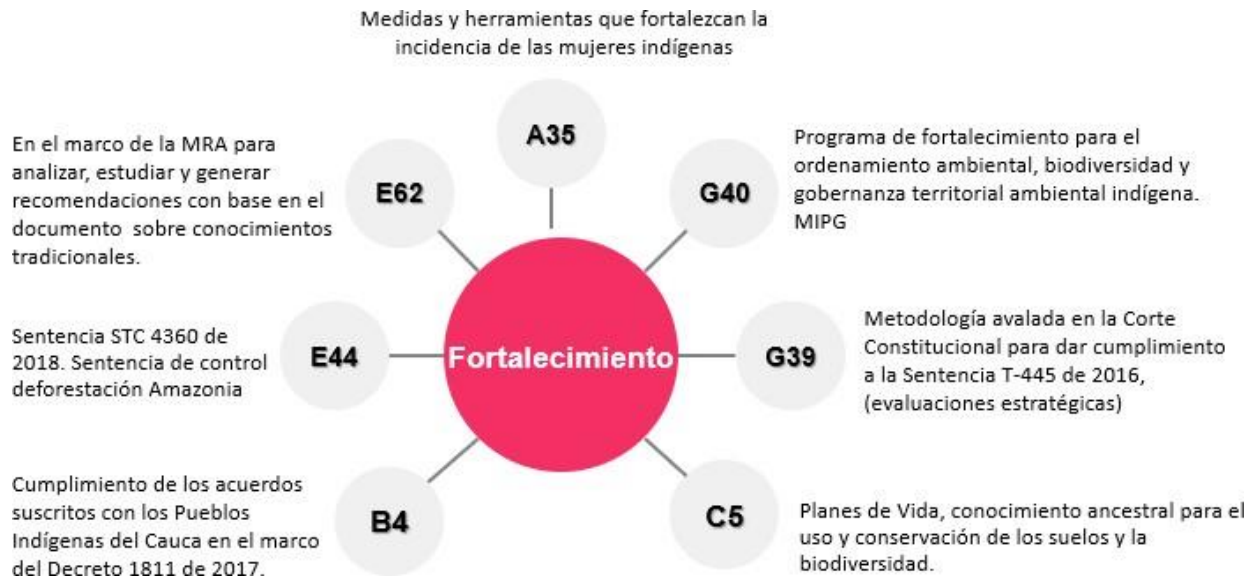 Medidas y herramientas que fortalezcan la
incidencia de las mujeres indígenas
A35
En el marco de la MRA para
analizar, estudiar y generar
recomendaciones con base en el
documento sobre conocimientos
tradicionales.
E62
G40
Programa de fortalecimiento para el
ordenamiento ambiental, biodiversidad y
gobernanza territorial ambiental indígena.
MIPG
Sentencia STC 4360 de
2018. Sentencia de control
deforestación Amazonia
E44
Fortalecimiento
G39
Metodología avalada en la Corte
Constitucional para dar cumplimiento
a la Sentencia T-445 de 2016,
(evaluaciones estratégicas)
Cumplimiento de los acuerdos
suscritos con los Pueblos
Indígenas del Cauca en el marco
del Decreto 1811 de 2017.
B4
C5
Planes de Vida, conocimiento ancestral para el
uso y conservación de los suelos y la
biodiversidad.